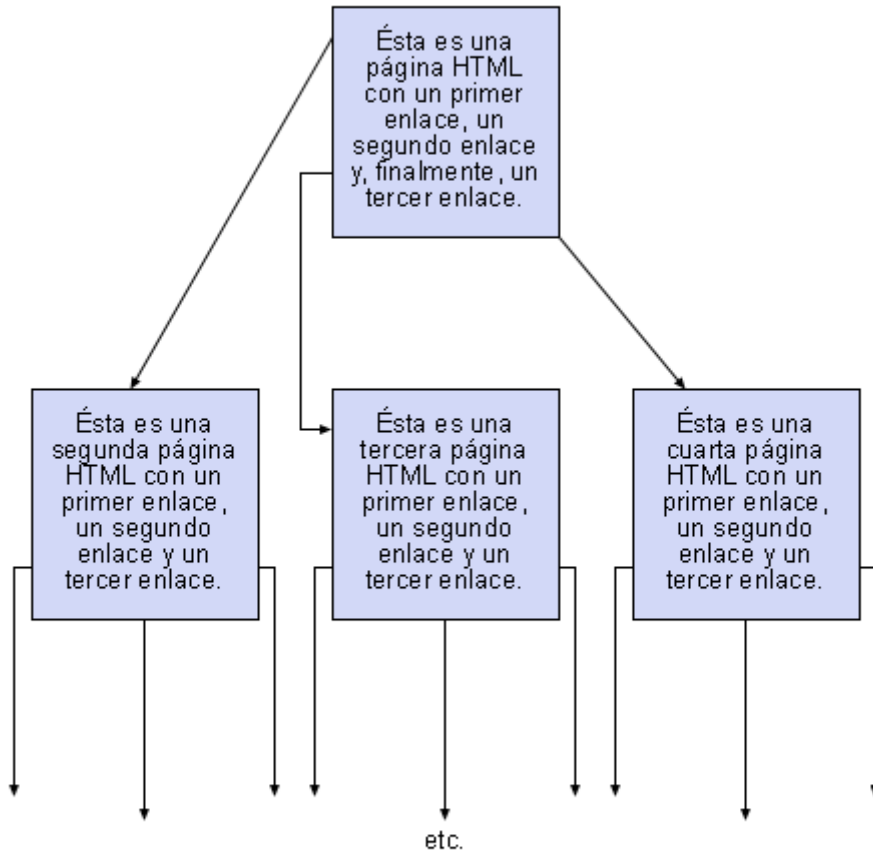 Ésta es una
página HTML
con un primer
enlace, un
segundo enlace
y, finalmente, un
tercer enlace.
Ésta es una
segunda página
HTML con un
primer enlace,
un segundo
enlace y un
tercer enlace.
Ésta es una
tercera página
HTML con un
primer enlace,
un segundo
enlace y un
tercer enlace.
Ésta es una
cuarta página
HTML con un
primer enlace,
un segundo
enlace y un
tercer enlace.
etc.